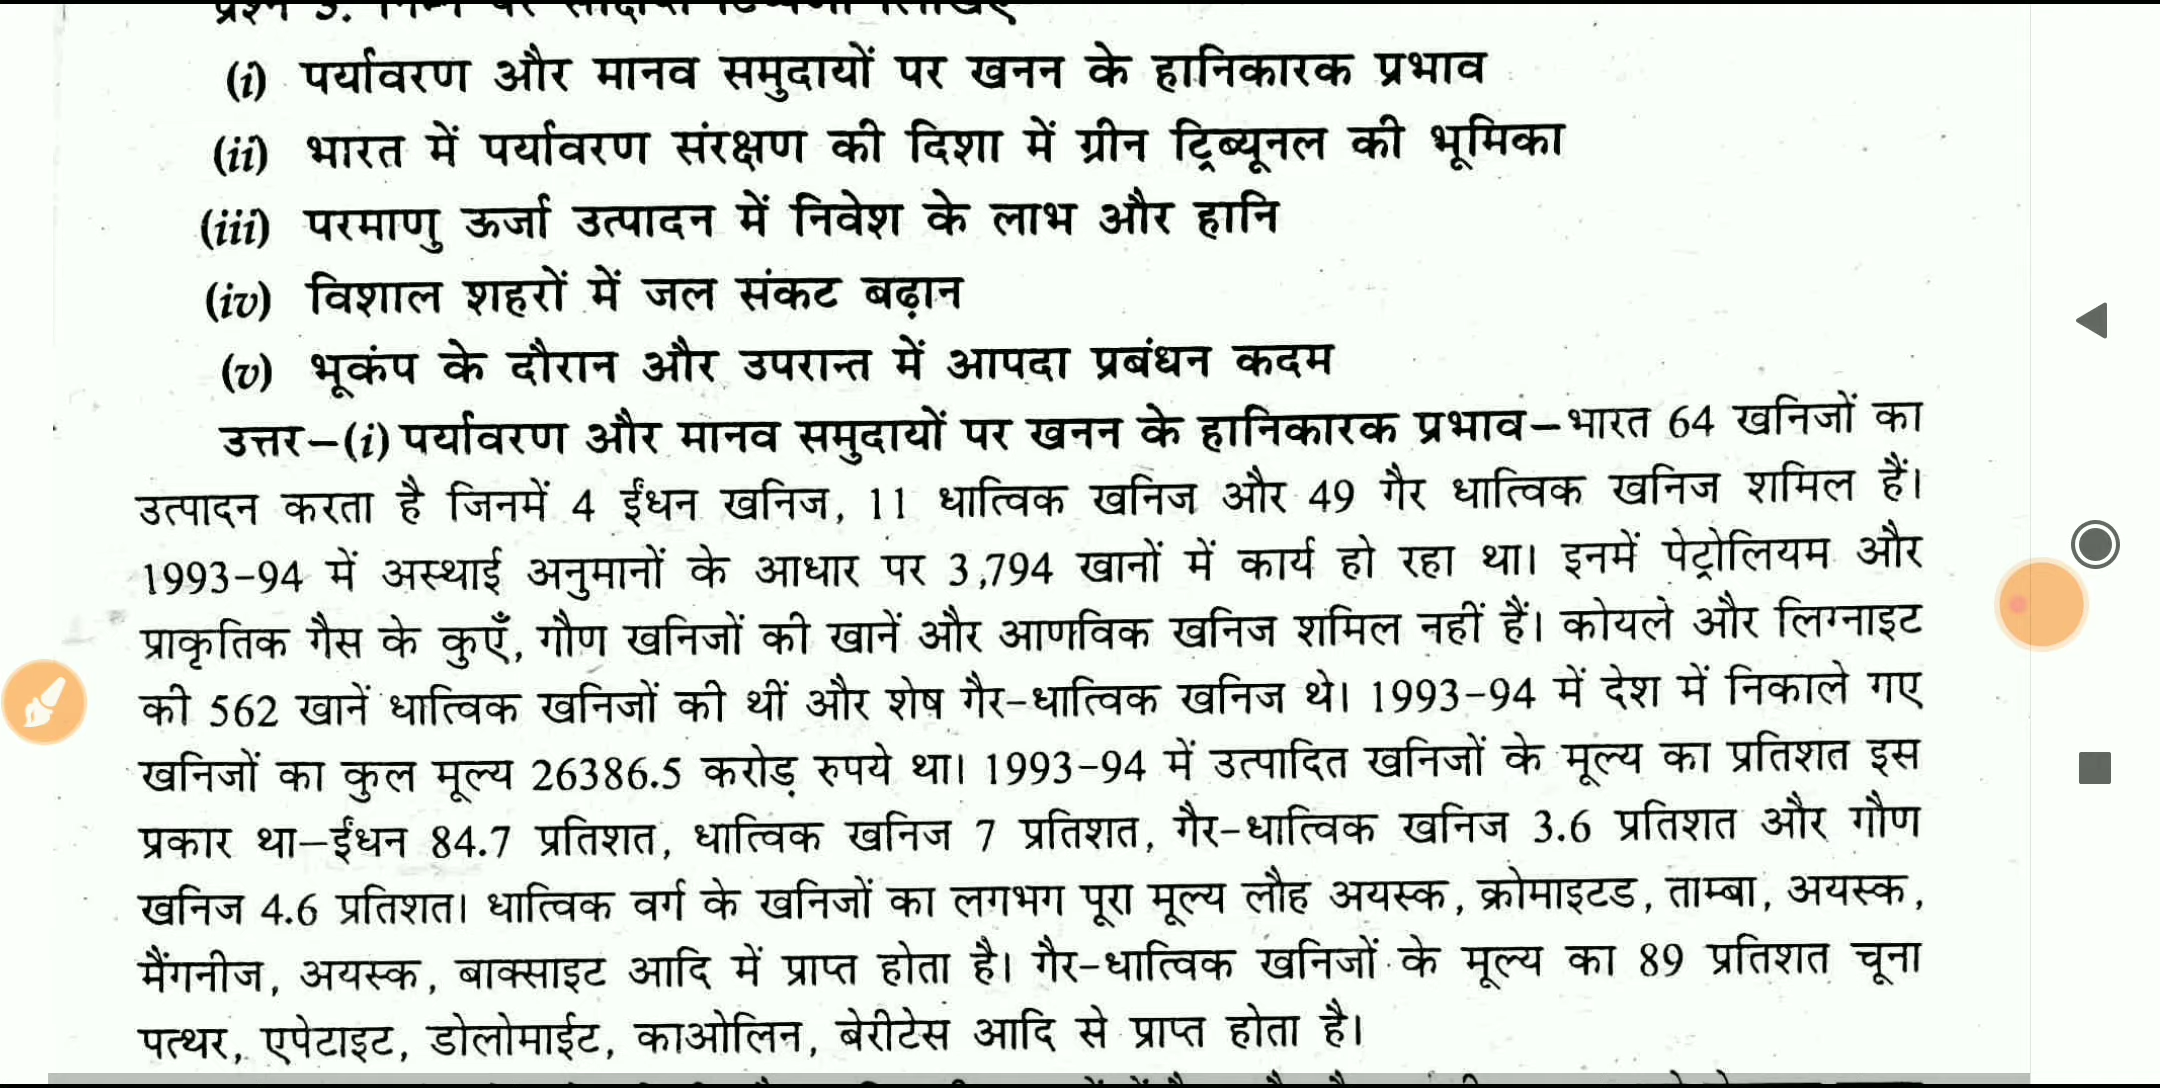 (i) पर्यावरण और मानव समुदायों पर खनन के हानिकारक प्रभाव
(ii) भारत में पर्यावरण संरक्षण की दिशा में ग्रीन ट्रिब्यूनल की भूमिका
(iii) परमाणु ऊर्जा उत्पादन में निवेश के लाभ और हानि
(iv) विशाल शहरों में जल संकट बढ़ान
(v) भूकंप के दौरान और उपरान्त में आपदा प्रबंधन कदम
उत्तर–(i) पर्यावरण और मानव समुदायों पर खनन के हानिकारक प्रभाव–भारत 64 खनिजों का
उत्पादन करता है जिनमें 4 ईंधन खनिज, 11 धात्विक खनिज और 49 गैर धात्विक खनिज शमिल हैं।
1993-94 में अस्थाई अनुमानों के आधार पर 3,794 खानों में कार्य हो रहा था। इनमें पेट्रोलियम और
प्राकृतिक गैस के कुएँ, गौण खनिजों की खानें और आणविक खनिज शमिल नहीं हैं। कोयले और लिग्नाइट
की 562 खानें धात्विक खनिजों की थीं और शेष गैर-धात्विक खनिज थे। 1993-94 में देश में निकाले गए
खनिजों का कुल मूल्य 26386.5 करोड़ रुपये था। 1993-94 में उत्पादित खनिजों के मूल्य का प्रतिशत इस
प्रकार था–ईंधन 84.7 प्रतिशत, धात्विक खनिज 7 प्रतिशत, गैर-धात्विक खनिज 3.6 प्रतिशत और गौण
खनिज 4.6 प्रतिशत। धात्विक वर्ग के खनिजों का लगभग पूरा मूल्य लौह अयस्क, क्रोमाइटड, ताम्बा, अयस्क,
मैंगनीज, अयस्क, बाक्साइट आदि में प्राप्त होता है। गैर-धात्विक खनिजों के मूल्य का 89 प्रतिशत चूना
पत्थर, एपेटाइट, डोलोमाईट, काओलिन, बेरीटेस आदि से प्राप्त होता है।